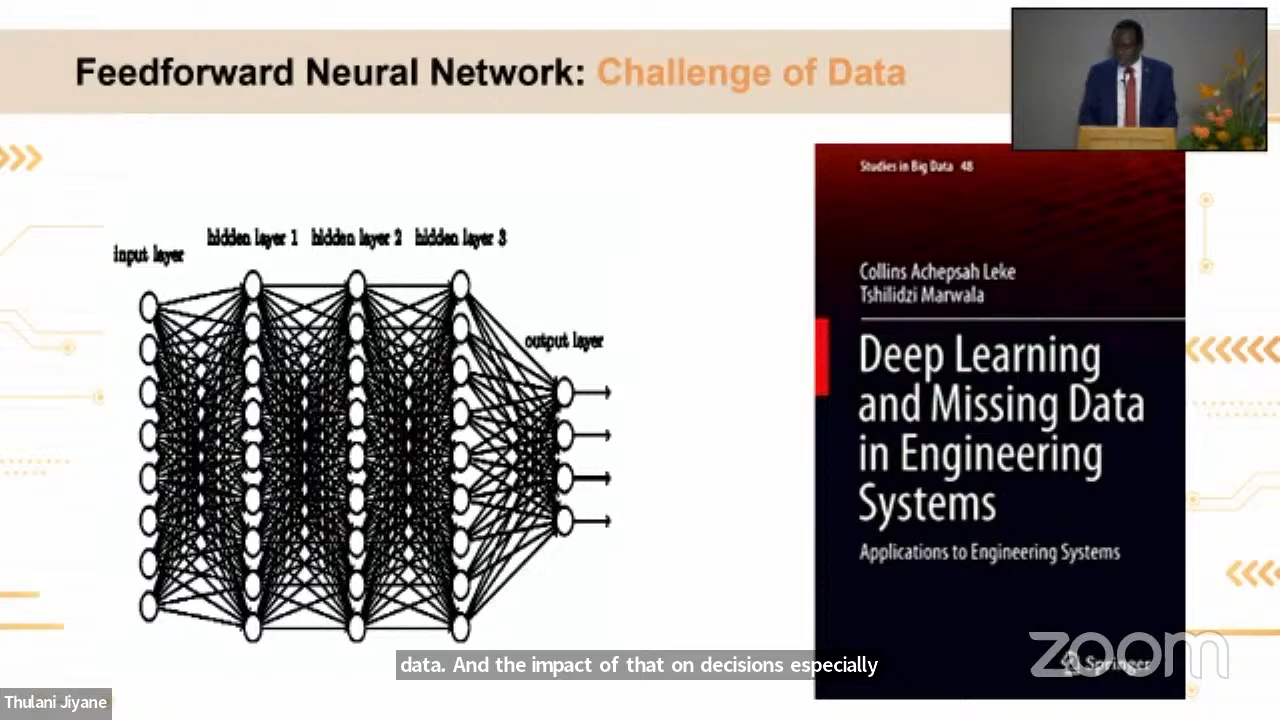 Feedforward Neural Network: Challenge of Data
Studies in Big Data 48
Collins Achepsah Leke
Tshilidzi Marwala
Deep Learning
and Missing Data
in Engineering
Systems
Applications to Engineering Systems
Springer
input layer
hidden layer 1 hidden layer 2 hidden layer 3
output layer
data. And the impact of that on decisions especially
zoom
Thulani Jiyane